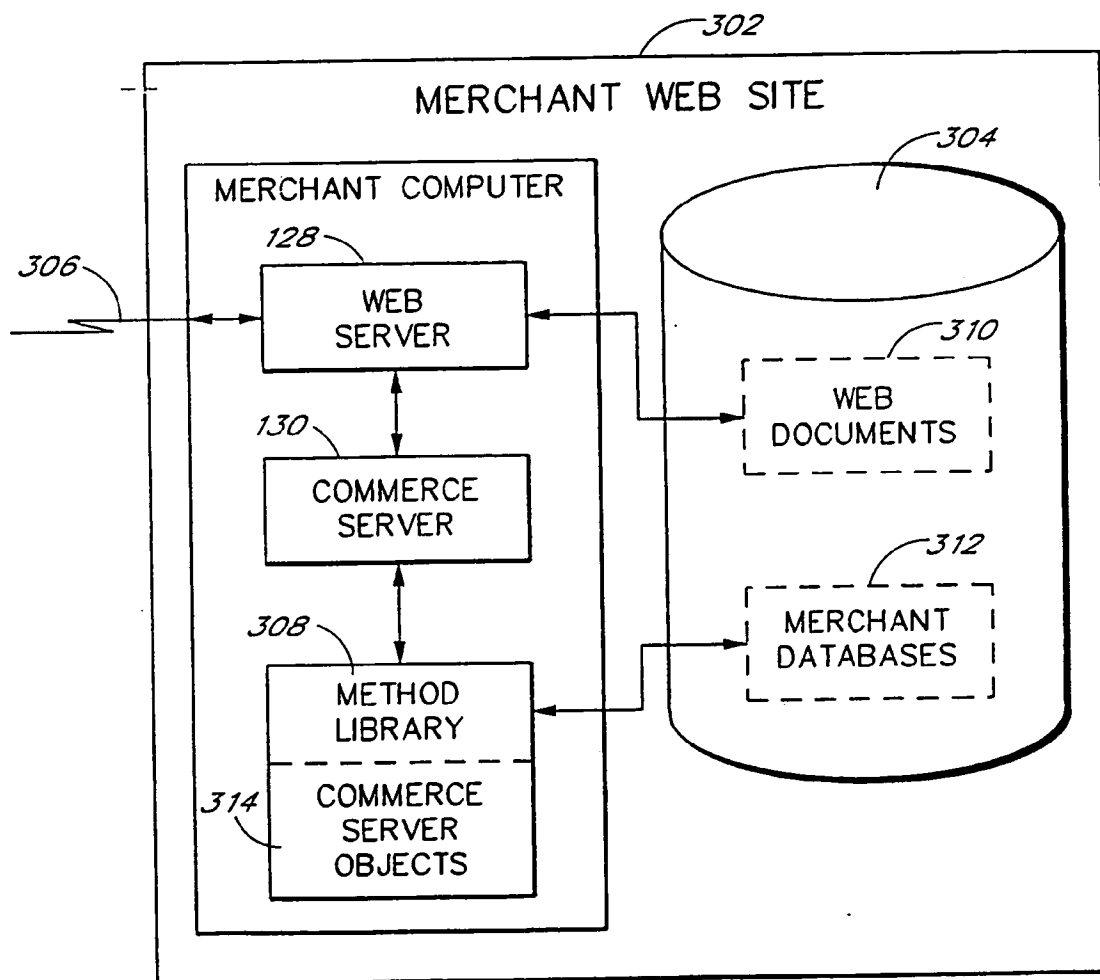 302
MERCHANT WEB SITE
304
MERCHANT COMPUTER
128
306
WEB
SERVER
310
WEB
DOCUMENTS
130
COMMERCE
SERVER
312
MERCHANT
DATABASES
308
METHOD
LIBRARY
314
COMMERCE
SERVER
OBJECTS